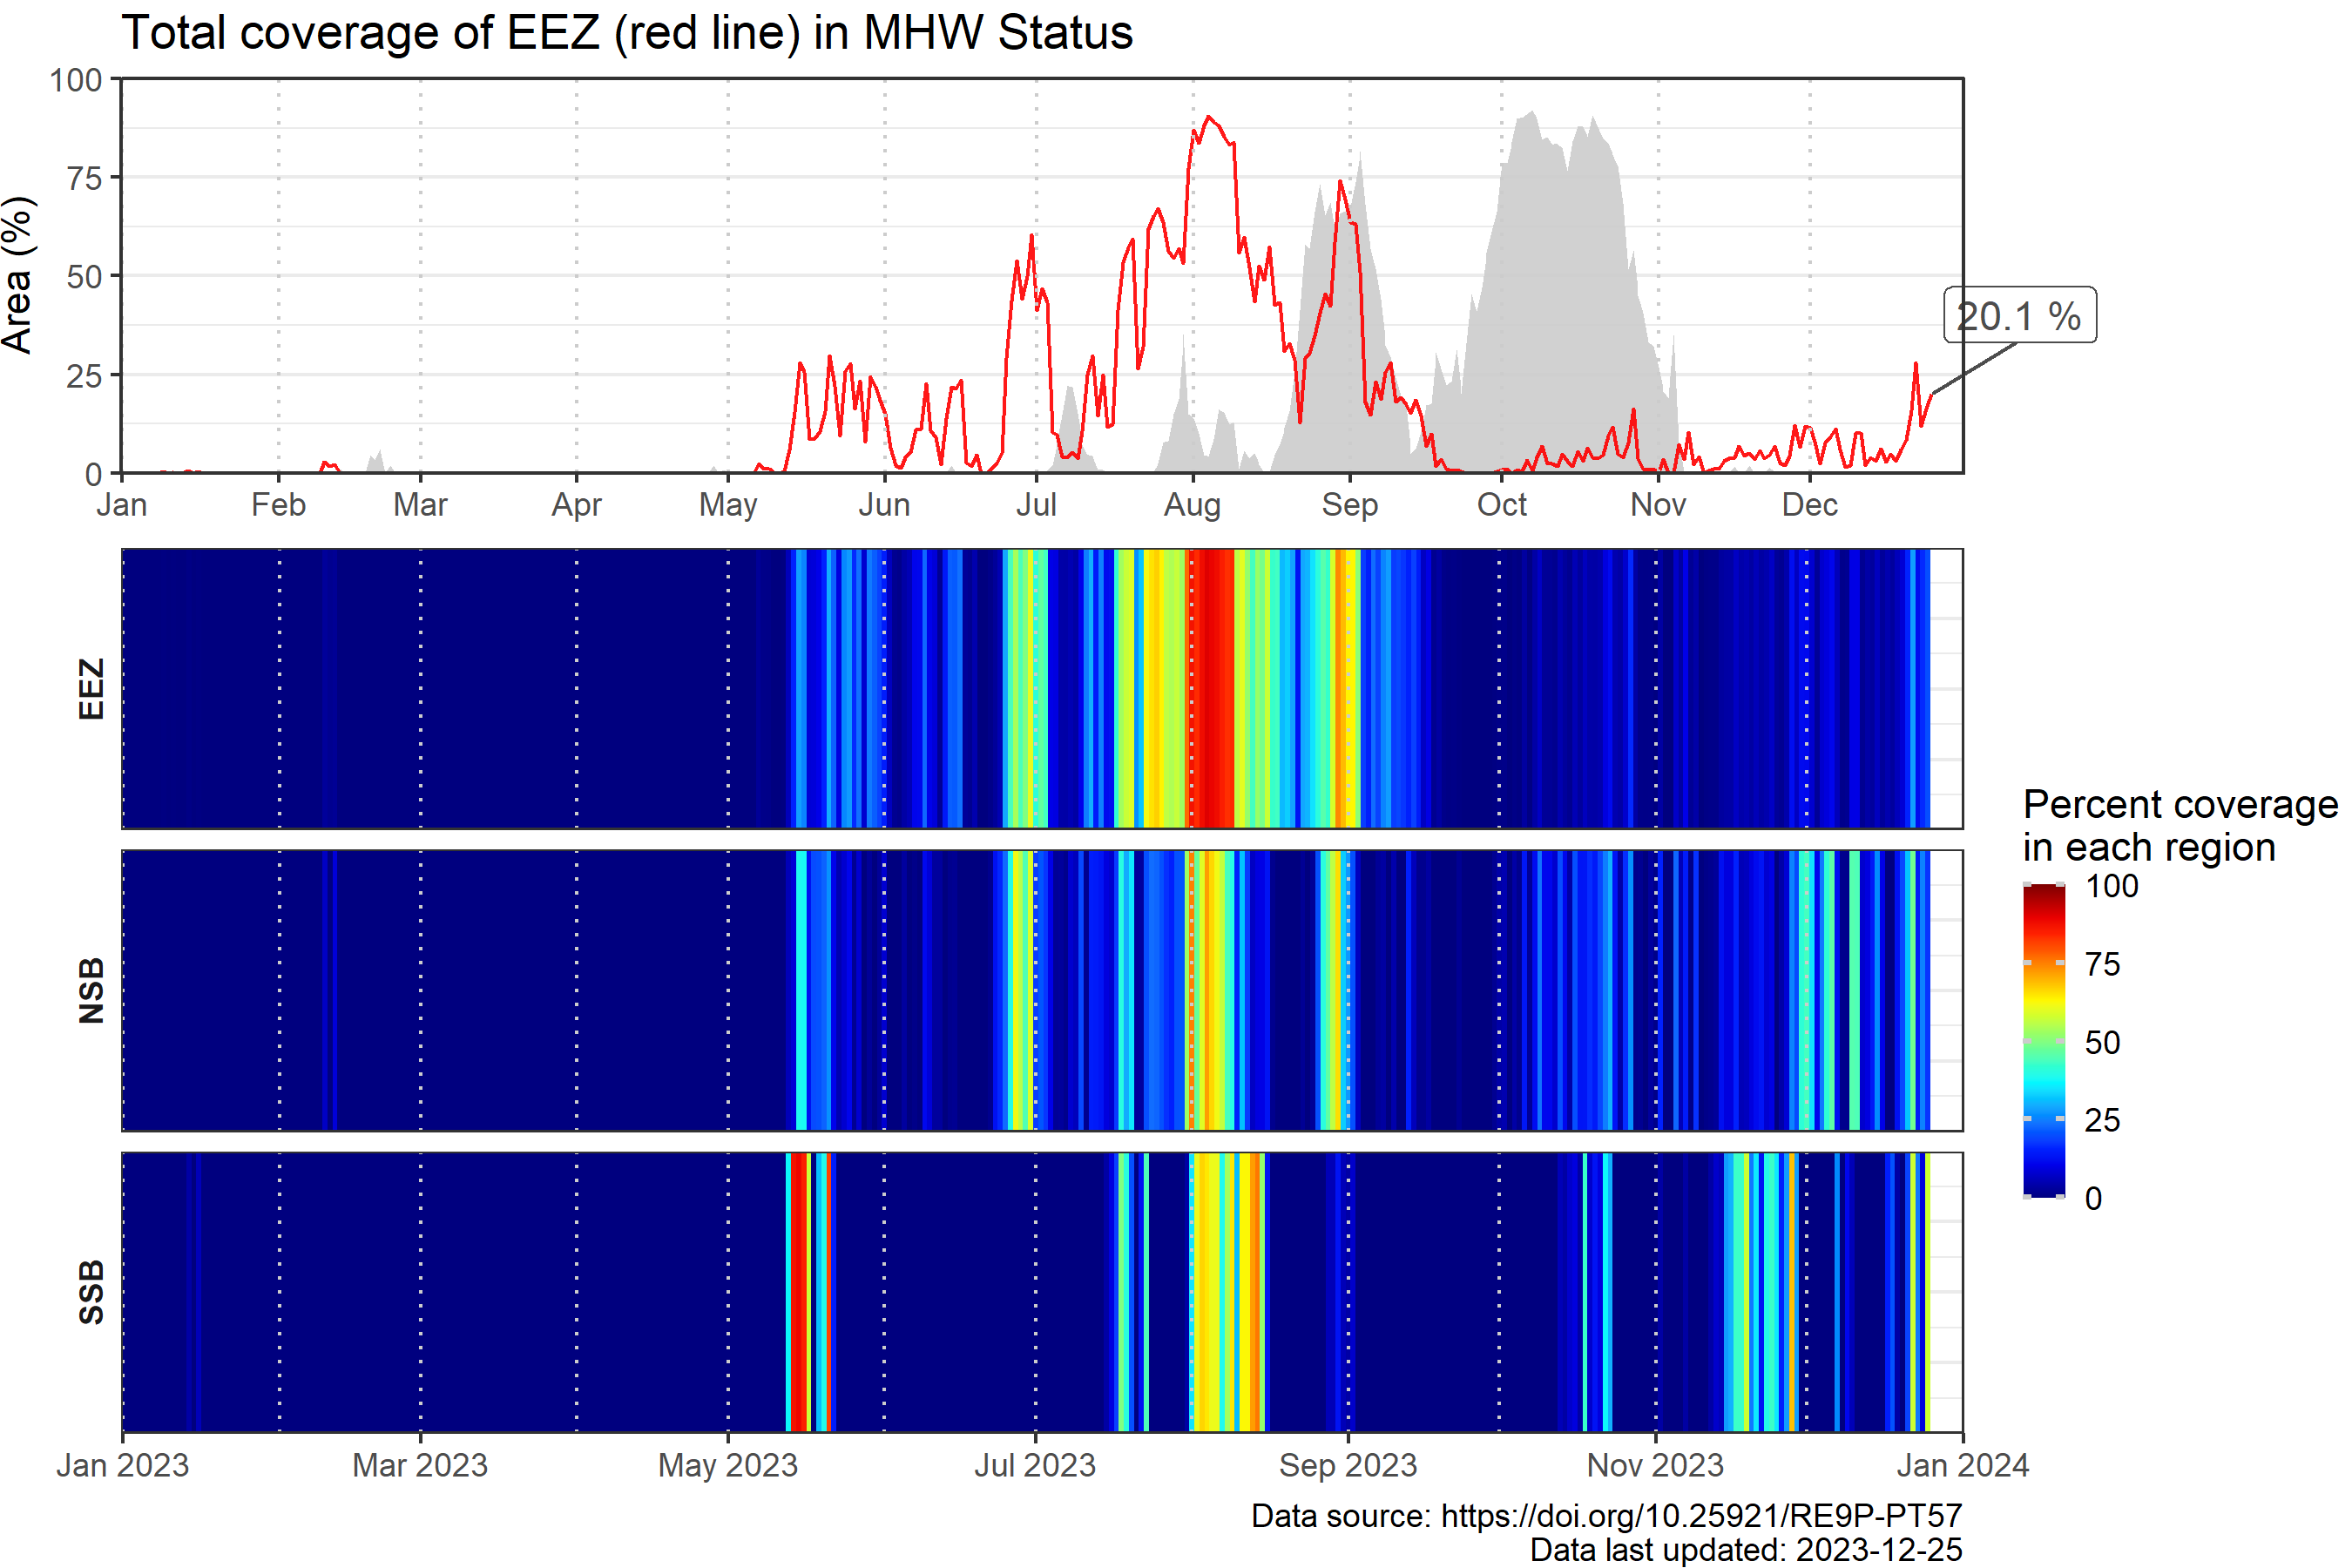 Total coverage of EEZ (red line) in MHW Status
Area (%)
100
75
50
25
0
20.1 %
Jan Feb Mar Apr May Jun Jul Aug Sep Oct Nov Dec
EEZ
NSB
SSB
Percent coverage
in each region
100
75
50
25
0
Jan 2023 Mar 2023 May 2023 Jul 2023 Sep 2023 Nov 2023 Jan 2024
Data source: https://doi.org/10.25921/RE9P-PT57
Data last updated: 2023-12-25